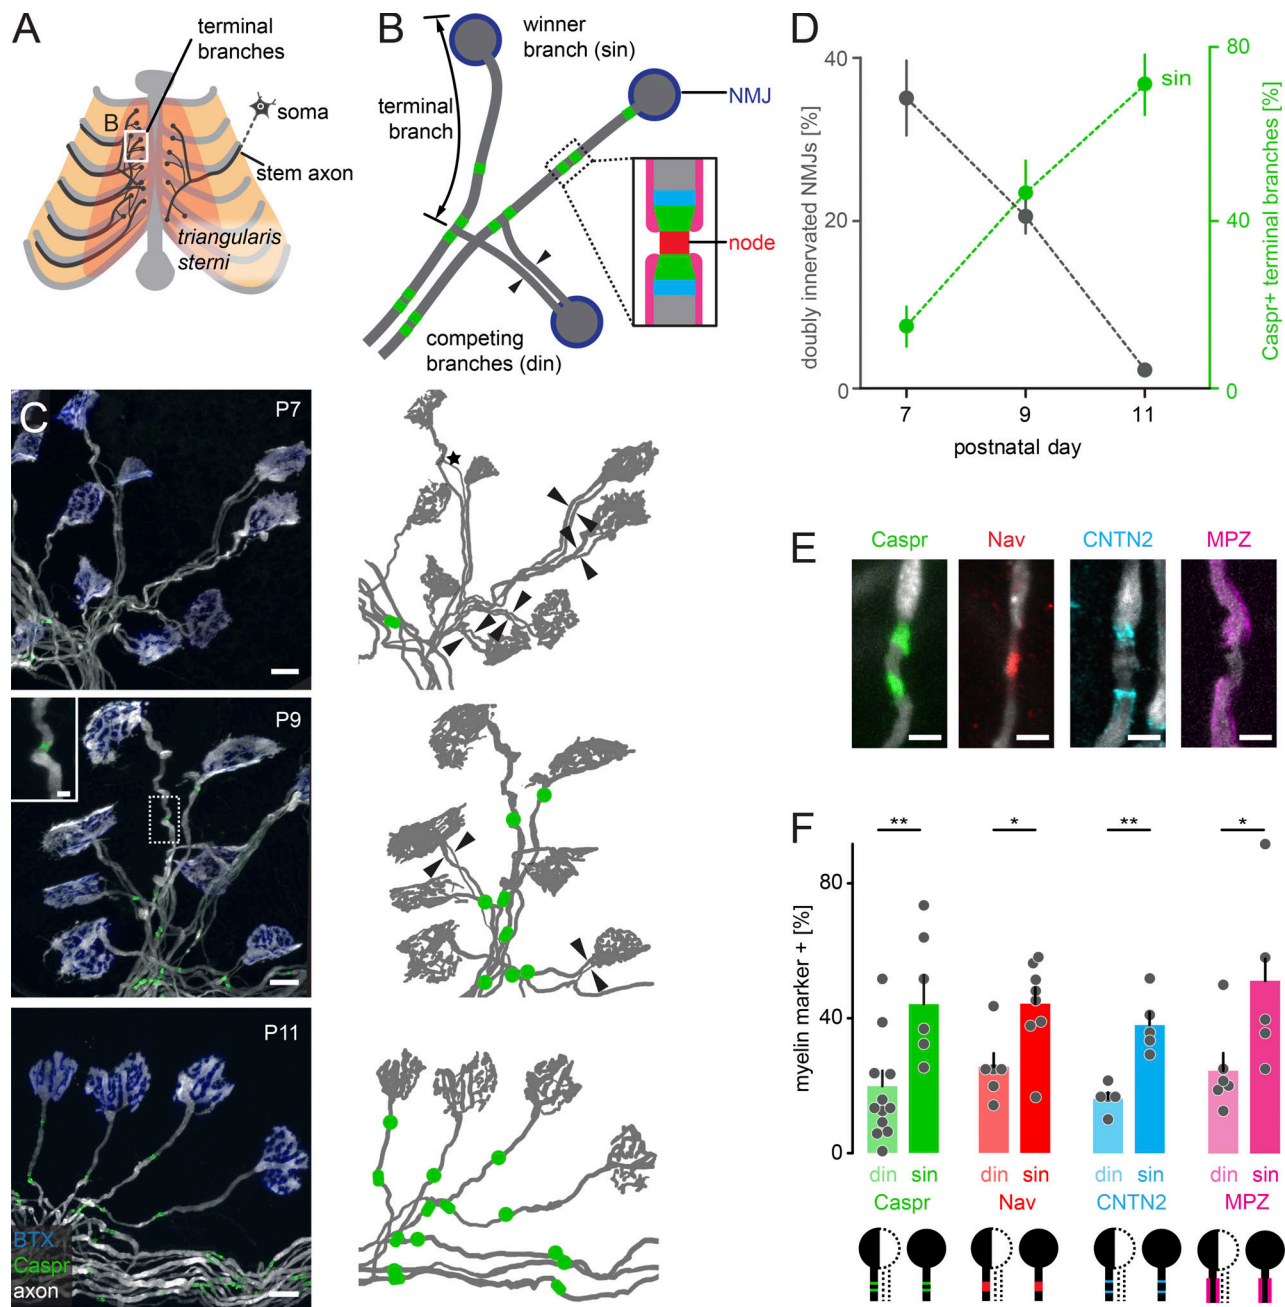 A
terminal
branches
B
soma
stem axon
triangularis
sterni
B
winner
branch (sin)
terminal
branch
NMJ
node
competing
branches (din)
D
40
20
0
doubly innervated NMJs [%]
80
40
0
Caspr+ terminal branches [%]
sin
7
9
11
postnatal day
C
P7
P9
P11
BTX
Caspr
axon
E
Caspr
Nav
CNTN2
MPZ
F
**
*
**
*
80
40
0
myelin marker + [%]
din
sin
din
sin
din
sin
din
sin
Caspr
Nav
CNTN2
MPZ